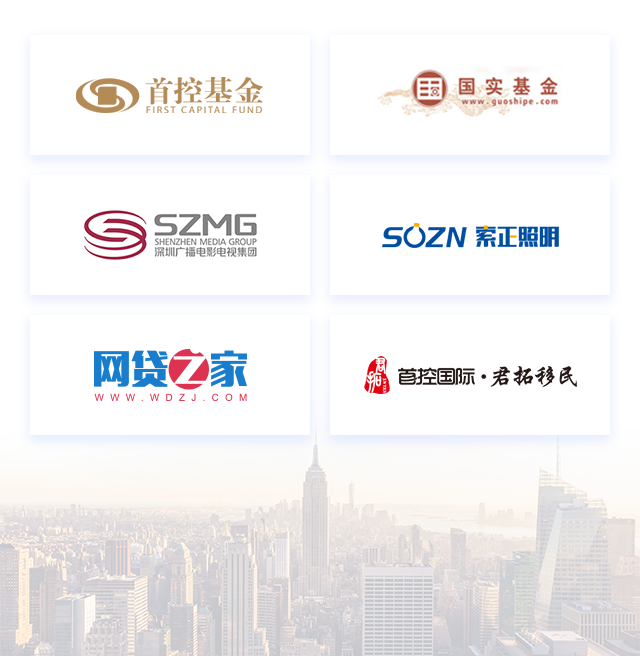 首控基金
FIRST CAPITAL FUND
国实基金
www.guoshipe.com
SZMG
SHENZHEN MEDIA GROUP
深圳广播电影电视集团
SOZN 索正照明
网贷之家
WWW.WDZJ.COM
君拓
首控国际·君拓移民